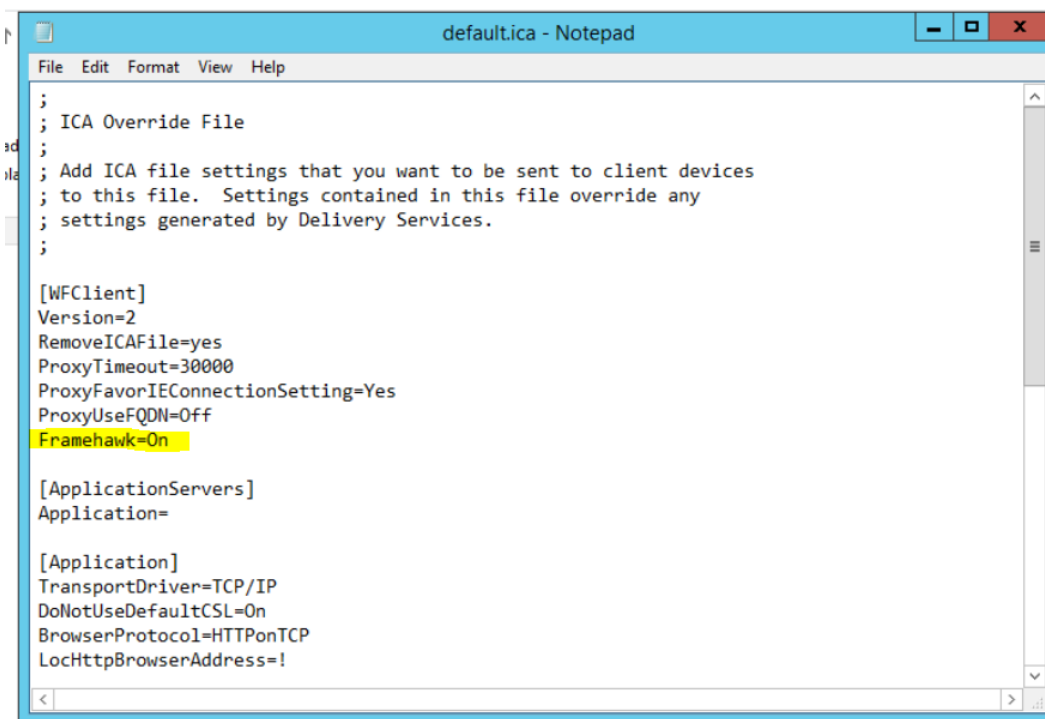 default.ica - Notepad
File Edit Format View Help
;
; ICA Override File
;
; Add ICA file settings that you want to be sent to client devices
; to this file.  Settings contained in this file override any
; settings generated by Delivery Services.
;
[WFClient]
Version=2
RemoveICAFile=yes
ProxyTimeout=30000
ProxyFavorIEConnectionSetting=Yes
ProxyUseFQDN=Off
Framehawk=On
[ApplicationServers]
Application=
[Application]
TransportDriver=TCP/IP
DoNotUseDefaultCSL=On
BrowserProtocol=HTTPonTCP
LocHttpBrowserAddress=!